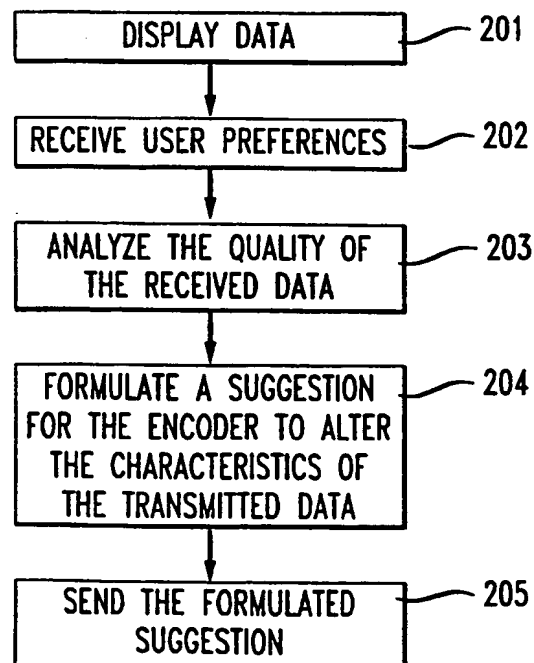 DISPLAY DATA
201
RECEIVE USER PREFERENCES
202
ANALYZE THE QUALITY OF
THE RECEIVED DATA
203
FORMULATE A SUGGESTION
FOR THE ENCODER TO ALTER
THE CHARACTERISTICS OF
THE TRANSMITTED DATA
204
SEND THE FORMULATED
SUGGESTION
205